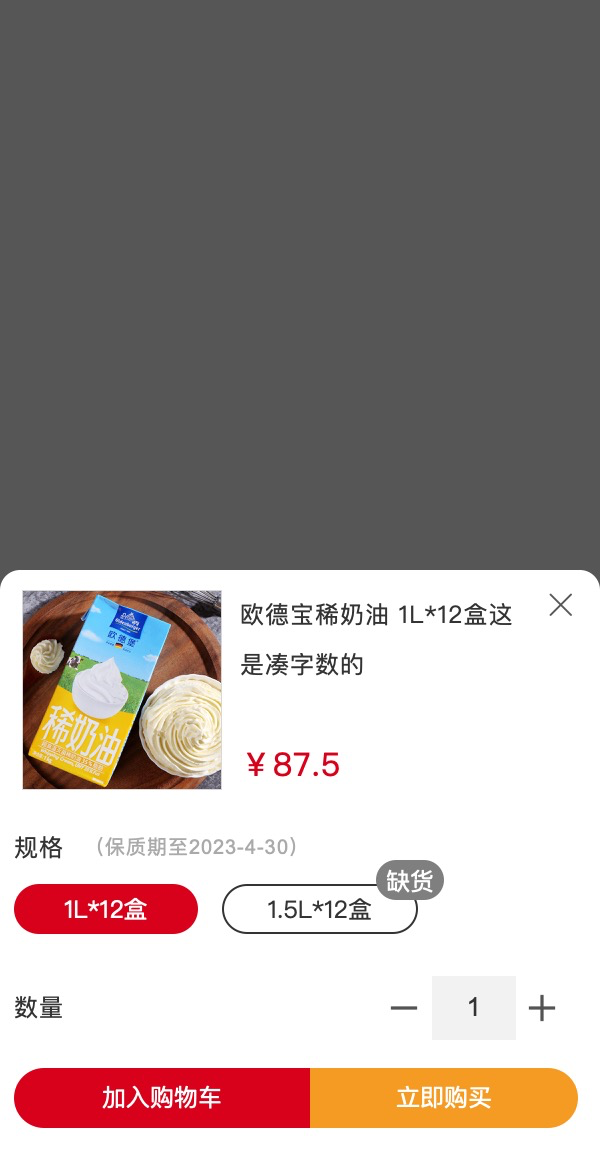 欧德宝稀奶油 1L*12盒这
是凑字数的
欧德堡
稀奶油
¥87.5
规格 (保质期至2023-4-30)
缺货
1L*12盒 1.5L*12盒
数量 1
加入购物车 立即购买